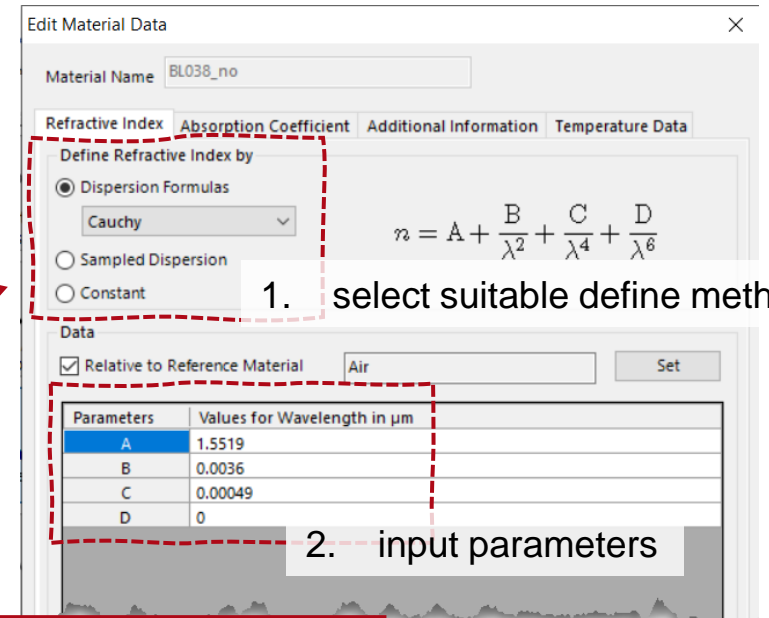 Edit Material Data
Material Name BL038_no
Refractive Index Absorption Coefficient Additional Information Temperature Data
Define Refractive Index by
Dispersion Formulas
Cauchy
n = A + B/λ² + C/λ⁴ + D/λ⁶
Sampled Dispersion
Constant
1. select suitable define meth
Data
Relative to Reference Material Air Set
Parameters Values for Wavelength in µm
A 1.5519
B 0.0036
C 0.00049
D 0
2. input parameters